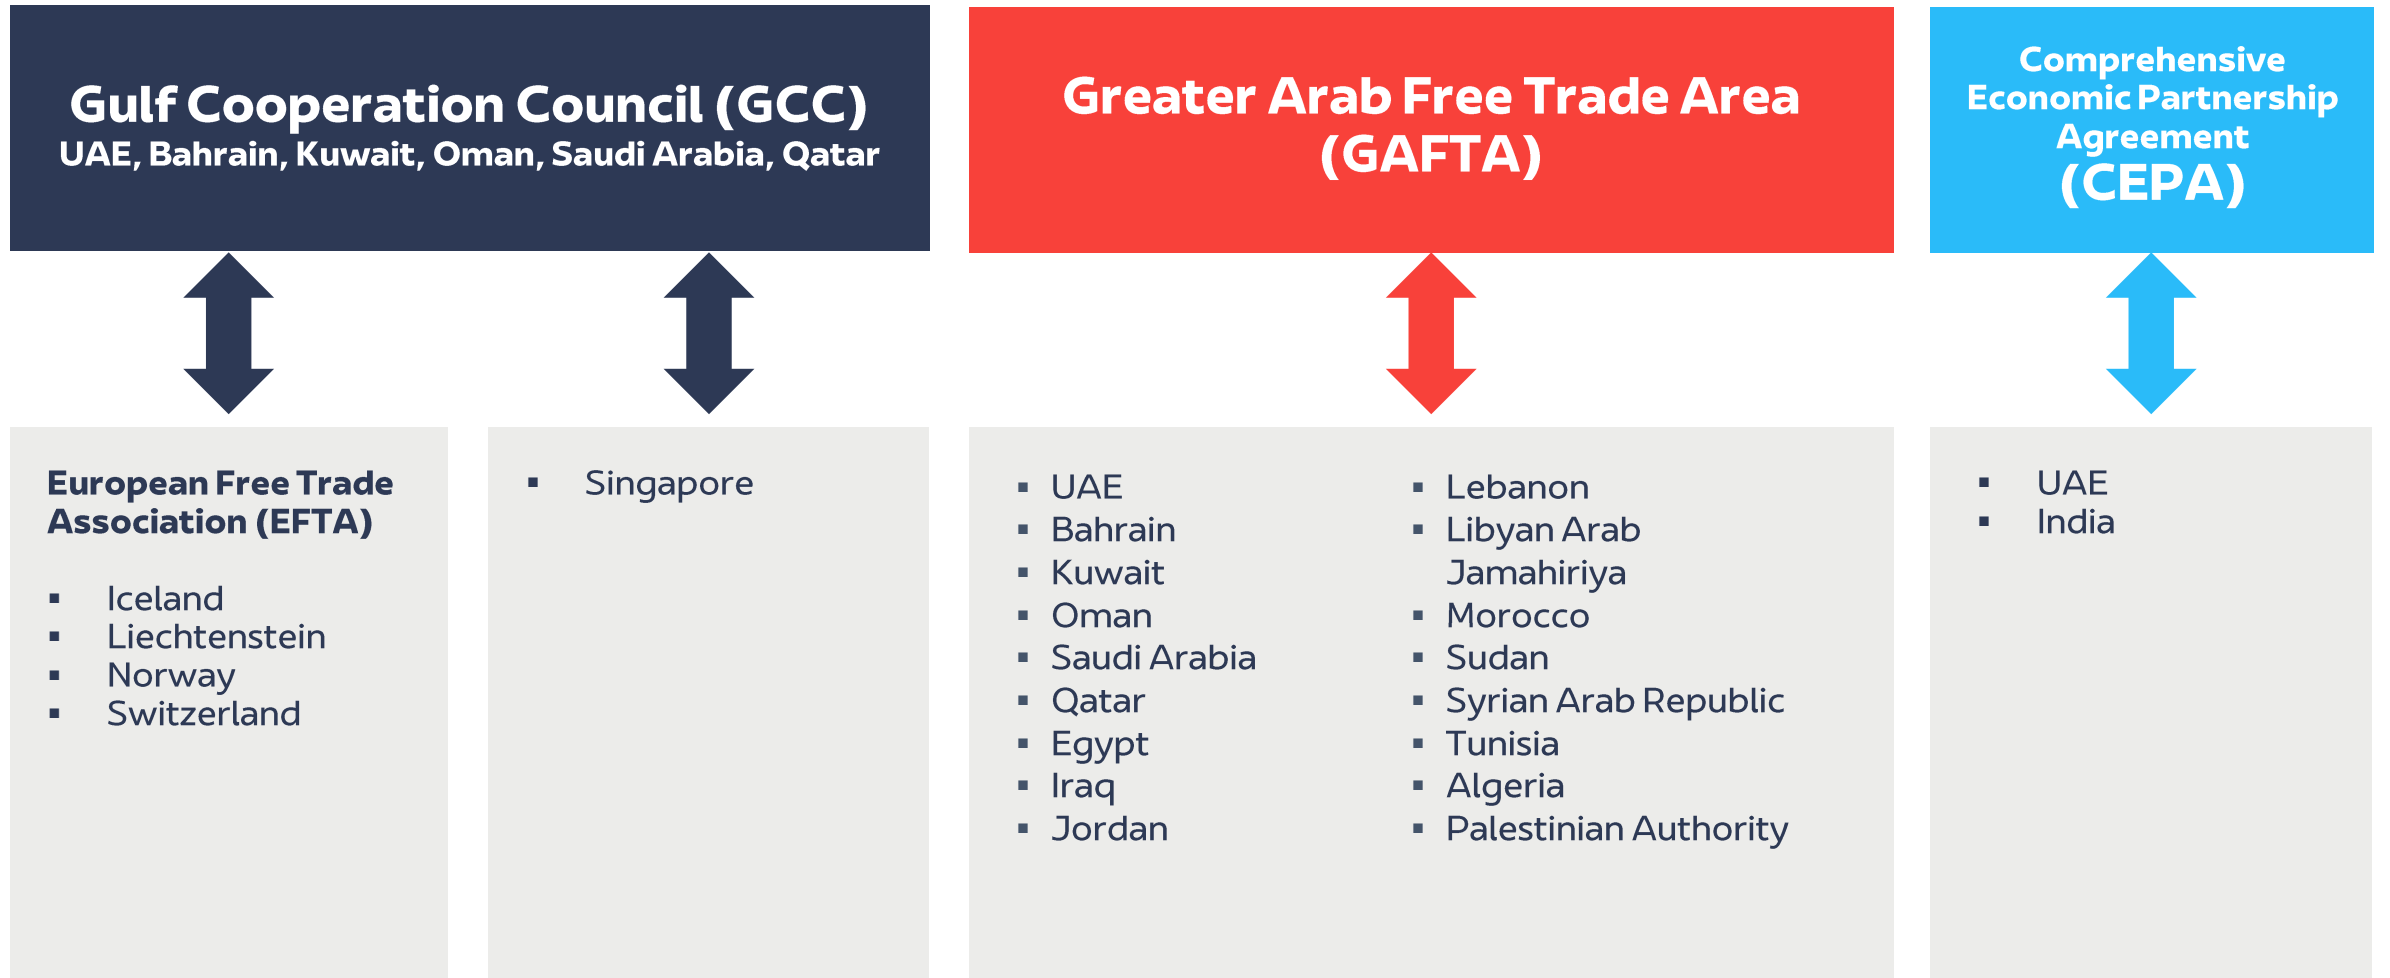 Gulf Cooperation Council (GCC)
UAE, Bahrain, Kuwait, Oman, Saudi Arabia, Qatar
European Free Trade
Association (EFTA)
▪ Iceland
▪ Liechtenstein
▪ Norway
▪ Switzerland
▪ Singapore
Greater Arab Free Trade Area
(GAFTA)
▪ UAE
▪ Bahrain
▪ Kuwait
▪ Oman
▪ Saudi Arabia
▪ Qatar
▪ Egypt
▪ Iraq
▪ Jordan
▪ Lebanon
▪ Libyan Arab
Jamahiriya
▪ Morocco
▪ Sudan
▪ Syrian Arab Republic
▪ Tunisia
▪ Algeria
▪ Palestinian Authority
Comprehensive
Economic Partnership
Agreement
(CEPA)
▪ UAE
▪ India